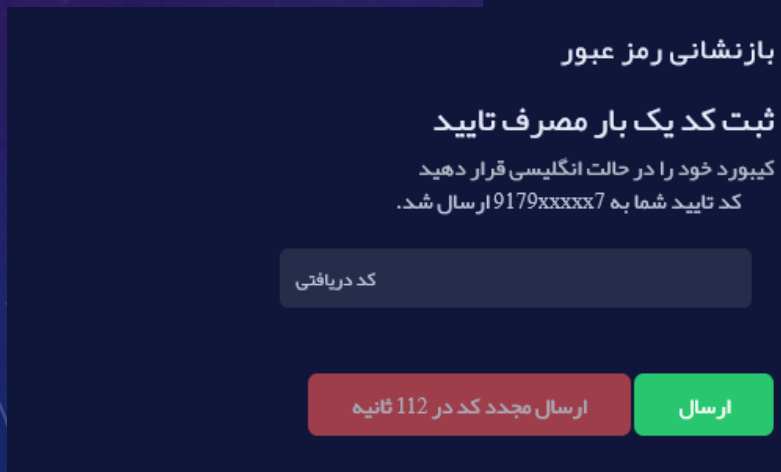 بازنشانی رمز عبور
ثبت کد یک بار مصرف تایید
کیبورد خود را در حالت انگلیسی قرار دهید
کد تایید شما به 9179xxxxx7 ارسال شد.
کد دریافتی
ارسال
ارسال مجدد کد در 112 ثانیه